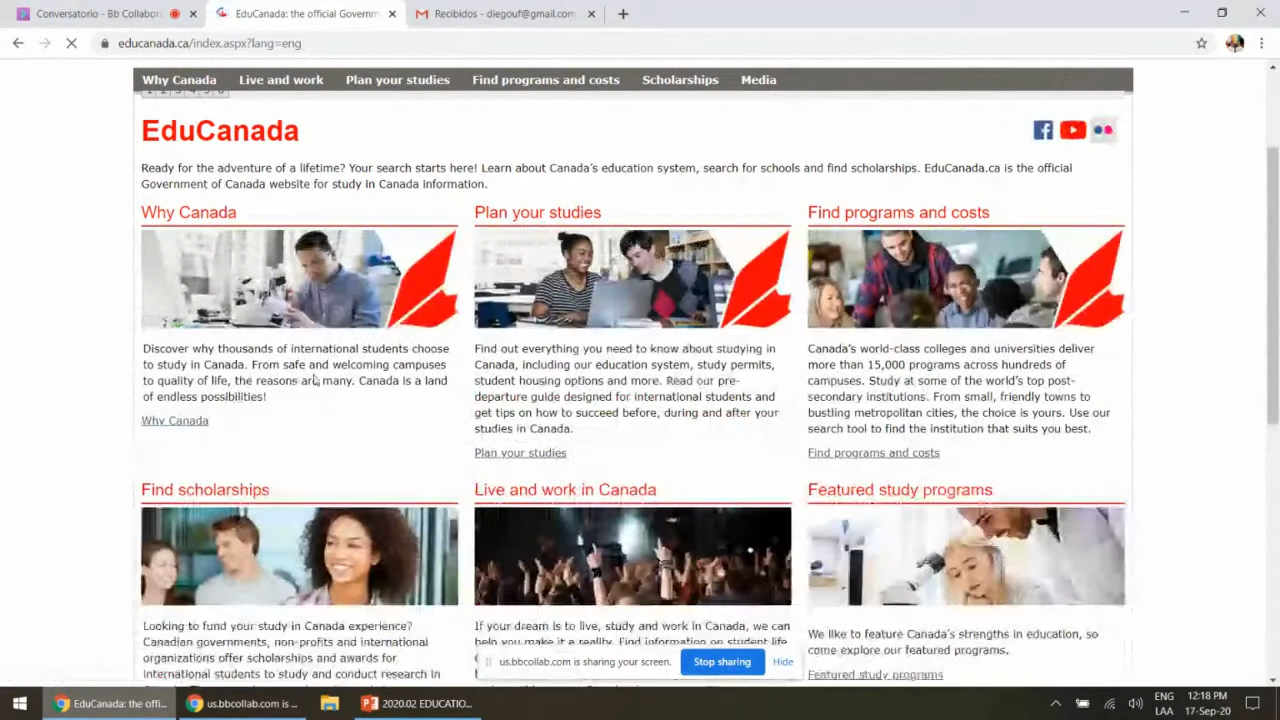 Conversatorio - Bb Collabor
EduCanada: the official Governm
Recibidos - diegouf@gmail.com
educanada.ca/index.aspx?lang=eng
Why Canada Live and work Plan your studies Find programs and costs Scholarships Media
1 2 3 4 5 6
EduCanada
Ready for the adventure of a lifetime? Your search starts here! Learn about Canada's education system, search for schools and find scholarships. EduCanada.ca is the official
Government of Canada website for study in Canada information.
Why Canada
Discover why thousands of international students choose
to study in Canada. From safe and welcoming campuses
to quality of life, the reasons are many. Canada is a land
of endless possibilities!
Why Canada
Plan your studies
Find out everything you need to know about studying in
Canada, including our education system, study permits,
student housing options and more. Read our pre-
departure guide designed for international students and
get tips on how to succeed before, during and after your
studies in Canada.
Plan your studies
Find programs and costs
Canada's world-class colleges and universities deliver
more than 15,000 programs across hundreds of
campuses. Study at some of the world's top post-
secondary institutions. From small, friendly towns to
bustling metropolitan cities, the choice is yours. Use our
search tool to find the institution that suits you best.
Find programs and costs
Find scholarships
Looking to fund your study in Canada experience?
Canadian governments, non-profits and international
organizations offer scholarships and awards for
international students to study and conduct research in
Live and work in Canada
If your dream is to live, study and work in Canada, we can
help you make it a reality. Find information on student life
Featured study programs
We like to feature Canada's strengths in education, so
come explore our featured programs.
Featured study programs
us.bbcollab.com is sharing your screen. Stop sharing Hide
EduCanada: the offi...
us.bbcollab.com is ...
2020.02 EDUCATIO...
ENG
LAA
12:18 PM
17-Sep-20